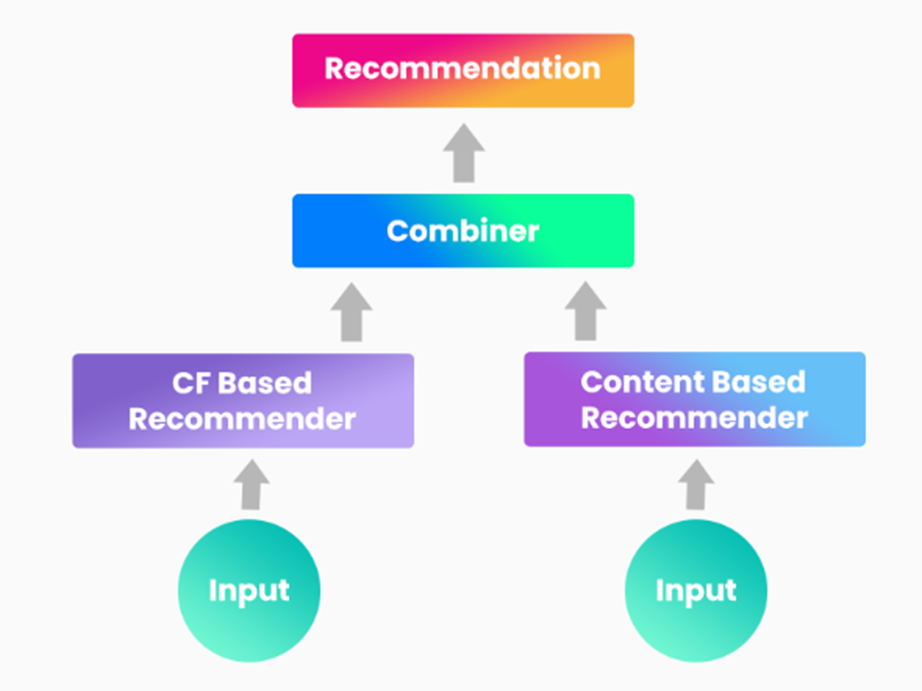 Recommendation
Combiner
CF Based
Recommender
Content Based
Recommender
Input
Input